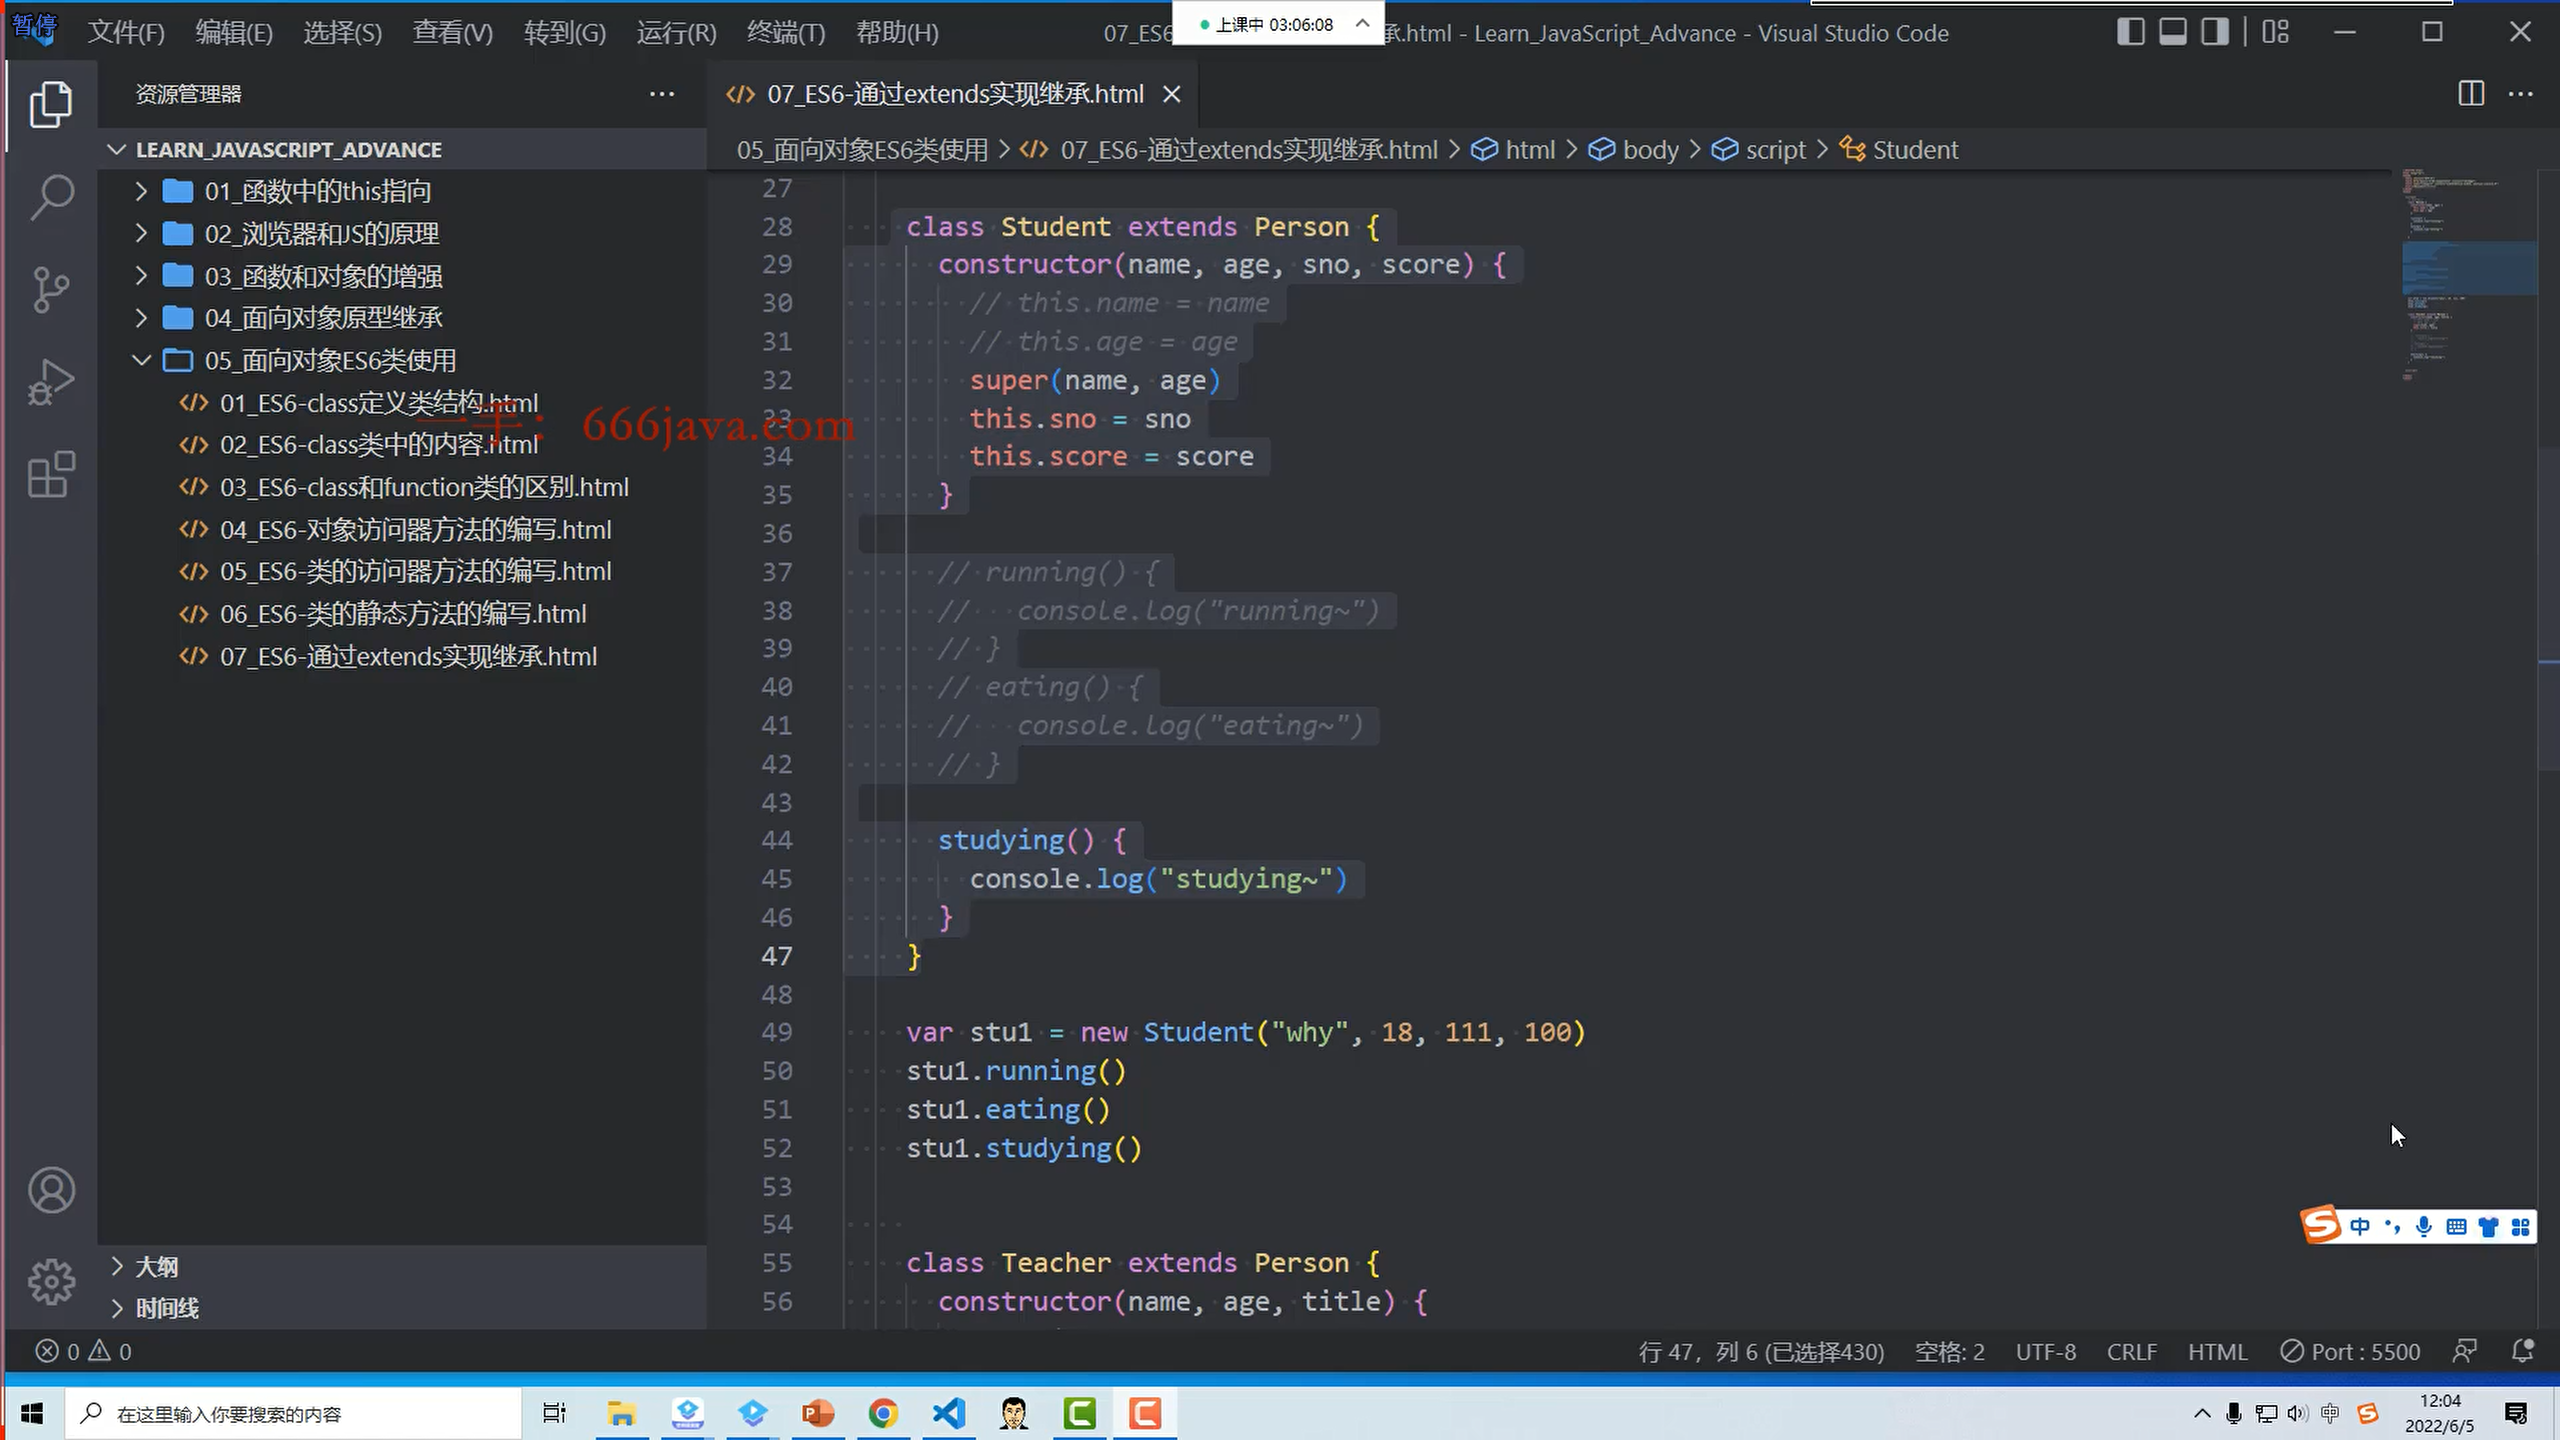 暂停
文件(F) 编辑(E) 选择(S) 查看(V) 转到(G) 运行(R) 终端(T) 帮助(H)
07_ES6
上课中 03:06:08
承.html - Learn_JavaScript_Advance - Visual Studio Code
资源管理器
LEARN_JAVASCRIPT_ADVANCE
01_函数中的this指向
02_浏览器和JS的原理
03_函数和对象的增强
04_面向对象原型继承
05_面向对象ES6类使用
01_ES6-class定义类结构.html
02_ES6-class类中的内容.html
03_ES6-class和function类的区别.html
04_ES6-对象访问器方法的编写.html
05_ES6-类的访问器方法的编写.html
06_ES6-类的静态方法的编写.html
07_ES6-通过extends实现继承.html
一手：666java.com
大纲
时间线
07_ES6-通过extends实现继承.html
05_面向对象ES6类使用 > 07_ES6-通过extends实现继承.html > html > body > script > Student
27
28 class Student extends Person {
29 constructor(name, age, sno, score) {
30 // this.name = name
31 // this.age = age
32 super(name, age)
33 this.sno = sno
34 this.score = score
35 }
36
37 // running() {
38 // console.log("running~")
39 // }
40 // eating() {
41 // console.log("eating~")
42 // }
43
44 studying() {
45 console.log("studying~")
46 }
47 }
48
49 var stu1 = new Student("why", 18, 111, 100)
50 stu1.running()
51 stu1.eating()
52 stu1.studying()
53
54
55 class Teacher extends Person {
56 constructor(name, age, title) {
中
0 0
行 47，列 6 (已选择430) 空格: 2 UTF-8 CRLF HTML Port : 5500
在这里输入你要搜索的内容
中
12:04
2022/6/5